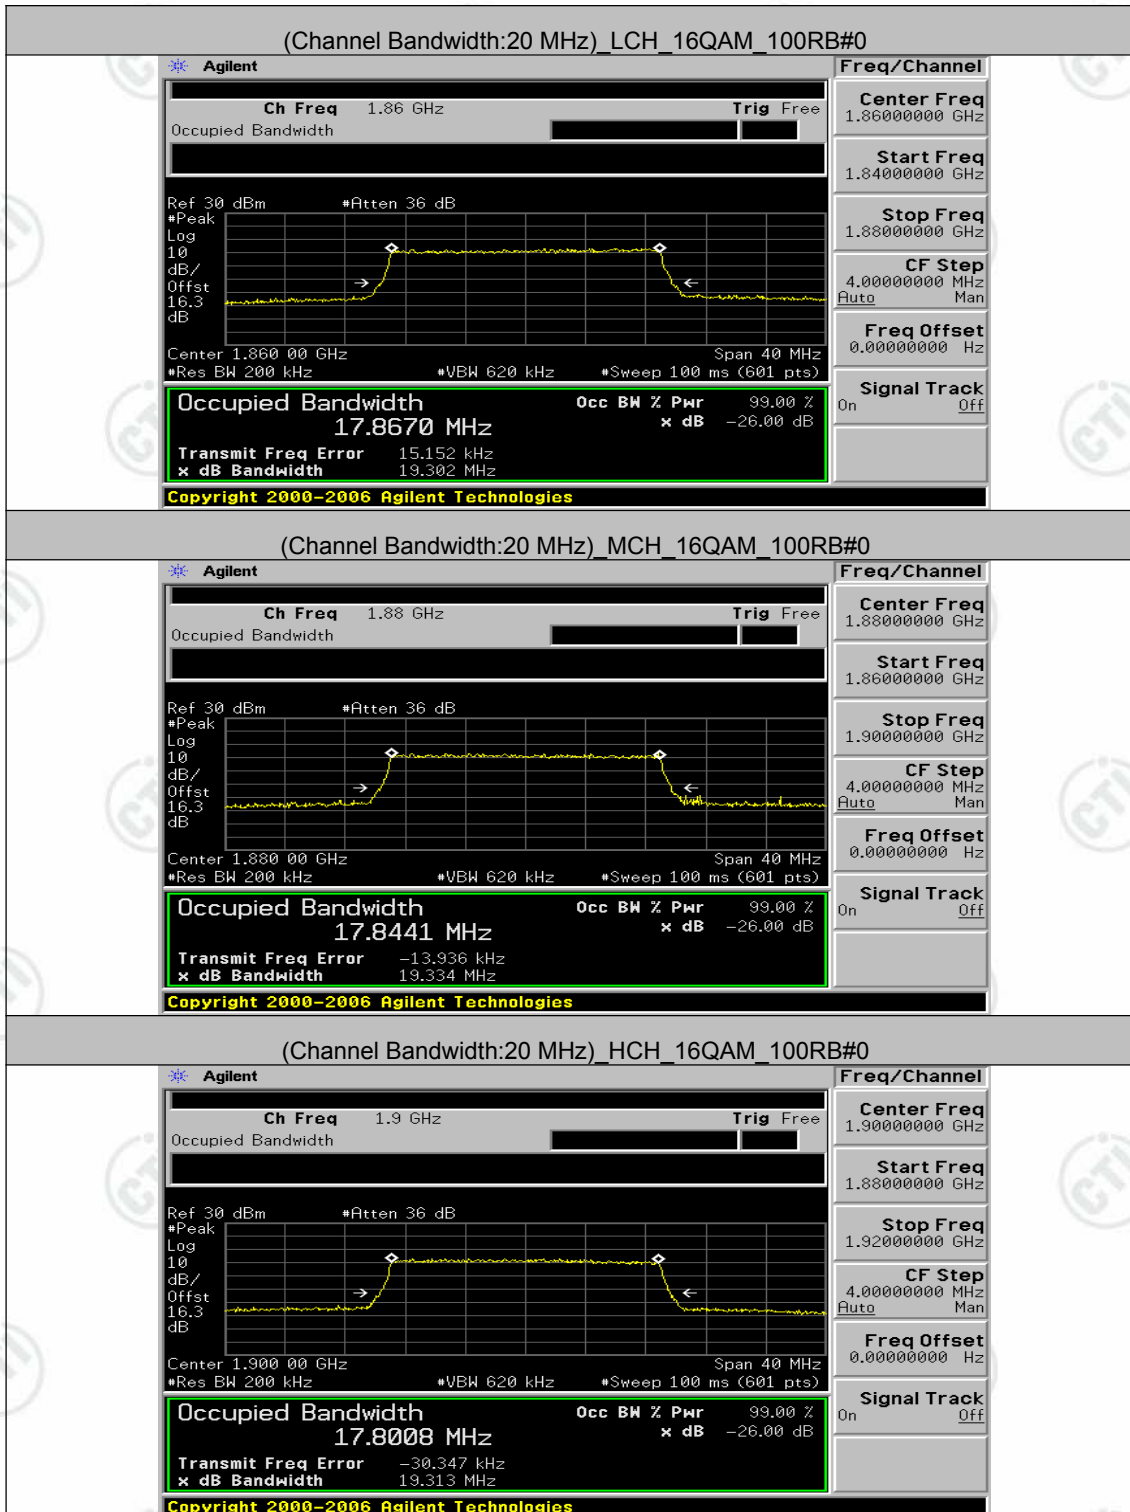 (Channel Bandwidth:20 MHz)_LCH_16QAM_100RB#0
Agilent
Freq/Channel
Ch Freq 1.86 GHz Trig Free
Occupied Bandwidth
Center Freq
1.86000000 GHz
Start Freq
1.84000000 GHz
Stop Freq
1.88000000 GHz
CF Step
4.00000000 MHz
Auto Man
Freq Offset
0.00000000 Hz
Signal Track
On Off
Ref 30 dBm #Atten 36 dB
#Peak
Log
10
dB/
Offst
16.3
dB
Center 1.860 00 GHz Span 40 MHz
#Res BW 200 kHz #VBW 620 kHz #Sweep 100 ms (601 pts)
Occupied Bandwidth Occ BW % Pwr 99.00 %
17.8670 MHz x dB -26.00 dB
Transmit Freq Error 15.152 kHz
x dB Bandwidth 19.302 MHz
Copyright 2000-2006 Agilent Technologies
(Channel Bandwidth:20 MHz)_MCH_16QAM_100RB#0
Agilent
Freq/Channel
Ch Freq 1.88 GHz Trig Free
Occupied Bandwidth
Center Freq
1.88000000 GHz
Start Freq
1.86000000 GHz
Stop Freq
1.90000000 GHz
CF Step
4.00000000 MHz
Auto Man
Freq Offset
0.00000000 Hz
Signal Track
On Off
Ref 30 dBm #Atten 36 dB
#Peak
Log
10
dB/
Offst
16.3
dB
Center 1.880 00 GHz Span 40 MHz
#Res BW 200 kHz #VBW 620 kHz #Sweep 100 ms (601 pts)
Occupied Bandwidth Occ BW % Pwr 99.00 %
17.8441 MHz x dB -26.00 dB
Transmit Freq Error -13.936 kHz
x dB Bandwidth 19.334 MHz
Copyright 2000-2006 Agilent Technologies
(Channel Bandwidth:20 MHz)_HCH_16QAM_100RB#0
Agilent
Freq/Channel
Ch Freq 1.9 GHz Trig Free
Occupied Bandwidth
Center Freq
1.90000000 GHz
Start Freq
1.88000000 GHz
Stop Freq
1.92000000 GHz
CF Step
4.00000000 MHz
Auto Man
Freq Offset
0.00000000 Hz
Signal Track
On Off
Ref 30 dBm #Atten 36 dB
#Peak
Log
10
dB/
Offst
16.3
dB
Center 1.900 00 GHz Span 40 MHz
#Res BW 200 kHz #VBW 620 kHz #Sweep 100 ms (601 pts)
Occupied Bandwidth Occ BW % Pwr 99.00 %
17.8008 MHz x dB -26.00 dB
Transmit Freq Error -30.347 kHz
x dB Bandwidth 19.313 MHz
Copyright 2000-2006 Agilent Technologies
CTI
CTI
CTI
CTI
CTI
CTI